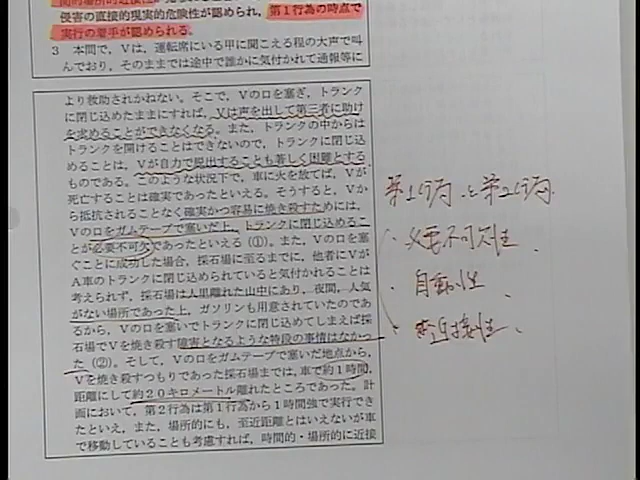 侵害の直接的現実的危険性が認められ，第１行為の時点で
実行の着手が認められる。
３　本問で，Ｖは，運転席にいる甲に聞こえる程の大声で叫
んでおり，そのままでは途中で誰かに気付かれて通報等に
より救助されかねない。そこで，Ｖの口を塞ぎ，トランク
に閉じ込めたままにすれば，Ｖは声を出して第三者に助け
を求めることができなくなる。また，トランクの中からは
トランクを開けることはできないので，トランクに閉じ込
めることは，Ｖが自力で脱出することも著しく困難とする
ものである。このような状況下で，車に火を放てば，Ｖが
死亡することは確実であったといえる。そうすると，Ｖか
ら抵抗されることなく確実かつ容易に焼き殺すためには，
Ｖの口をガムテープで塞いだ上，トランクに閉じ込めるこ
とが必要不可欠であったといえる（①）。また，Ｖの口を塞
ぐことに成功した場合，採石場に至るまでに，他者にＶが
Ａ車のトランクに閉じ込められていると気付かれることは
考えられず，採石場は人里離れた山中にあり，夜間，人気
がない場所であった上，ガソリンも用意されていたのであ
るから，Ｖの口を塞いでトランクに閉じ込めてしまえば採
石場でＶを焼き殺す障害となるような特段の事情はなかっ
た（②）。そして，Ｖの口をガムテープで塞いだ地点から，
Ｖを焼き殺すつもりであった採石場までは，車で約１時間，
距離にして約２０キロメートル離れたところであった。計
画において，第２行為は第１行為から１時間強で実行でき
たといえ，また，場所的にも，至近距離とはいえないが車
で移動していることも考慮すれば，時間的・場所的に近接
第1行為 と 第2行為
・必要不可欠性
・自動性
・近接性